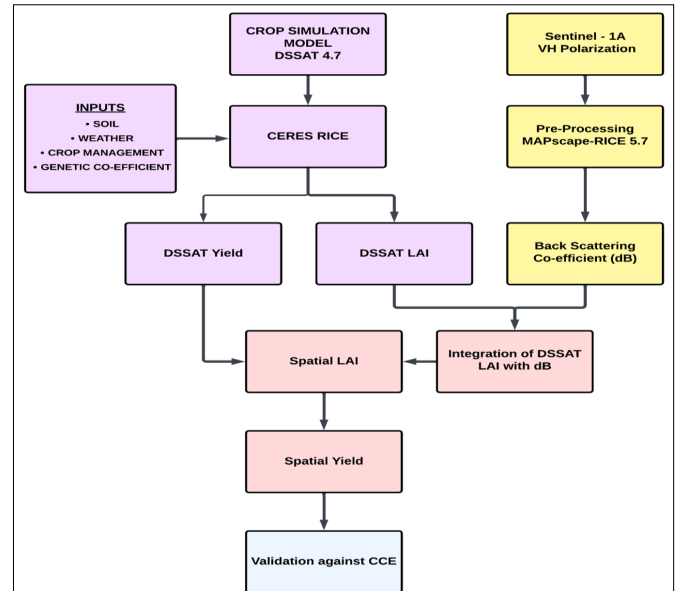 CROP SIMULATION
MODEL
DSSAT 4.7
Sentinel - 1A
VH Polarization
INPUTS
• SOIL
• WEATHER
• CROP MANAGEMENT
• GENETIC CO-EFFICIENT
CERES RICE
Pre-Processing
MAPscape-RICE 5.7
DSSAT Yield
DSSAT LAI
Back Scattering
Co-efficient (dB)
Spatial LAI
Integration of DSSAT
LAI with dB
Spatial Yield
Validation against CCE